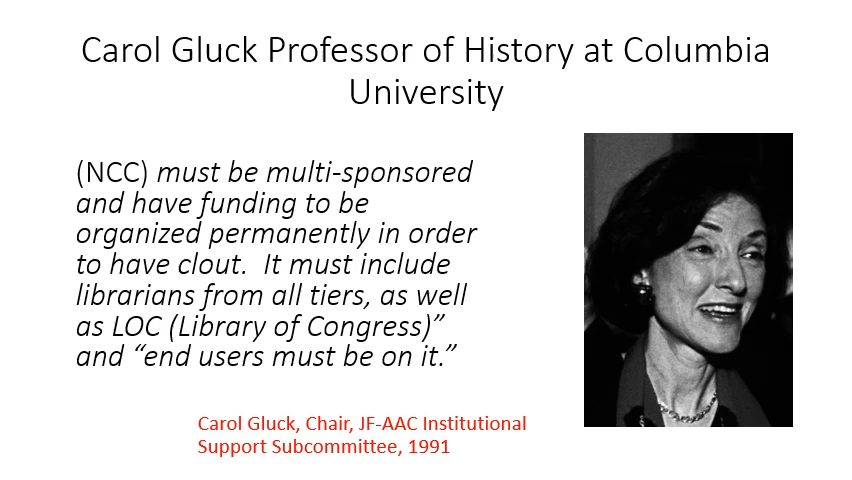 Carol Gluck Professor of History at Columbia
University
(NCC) must be multi-sponsored
and have funding to be
organized permanently in order
to have clout.  It must include
librarians from all tiers, as well
as LOC (Library of Congress)”
and “end users must be on it.”
Carol Gluck, Chair, JF-AAC Institutional
Support Subcommittee, 1991